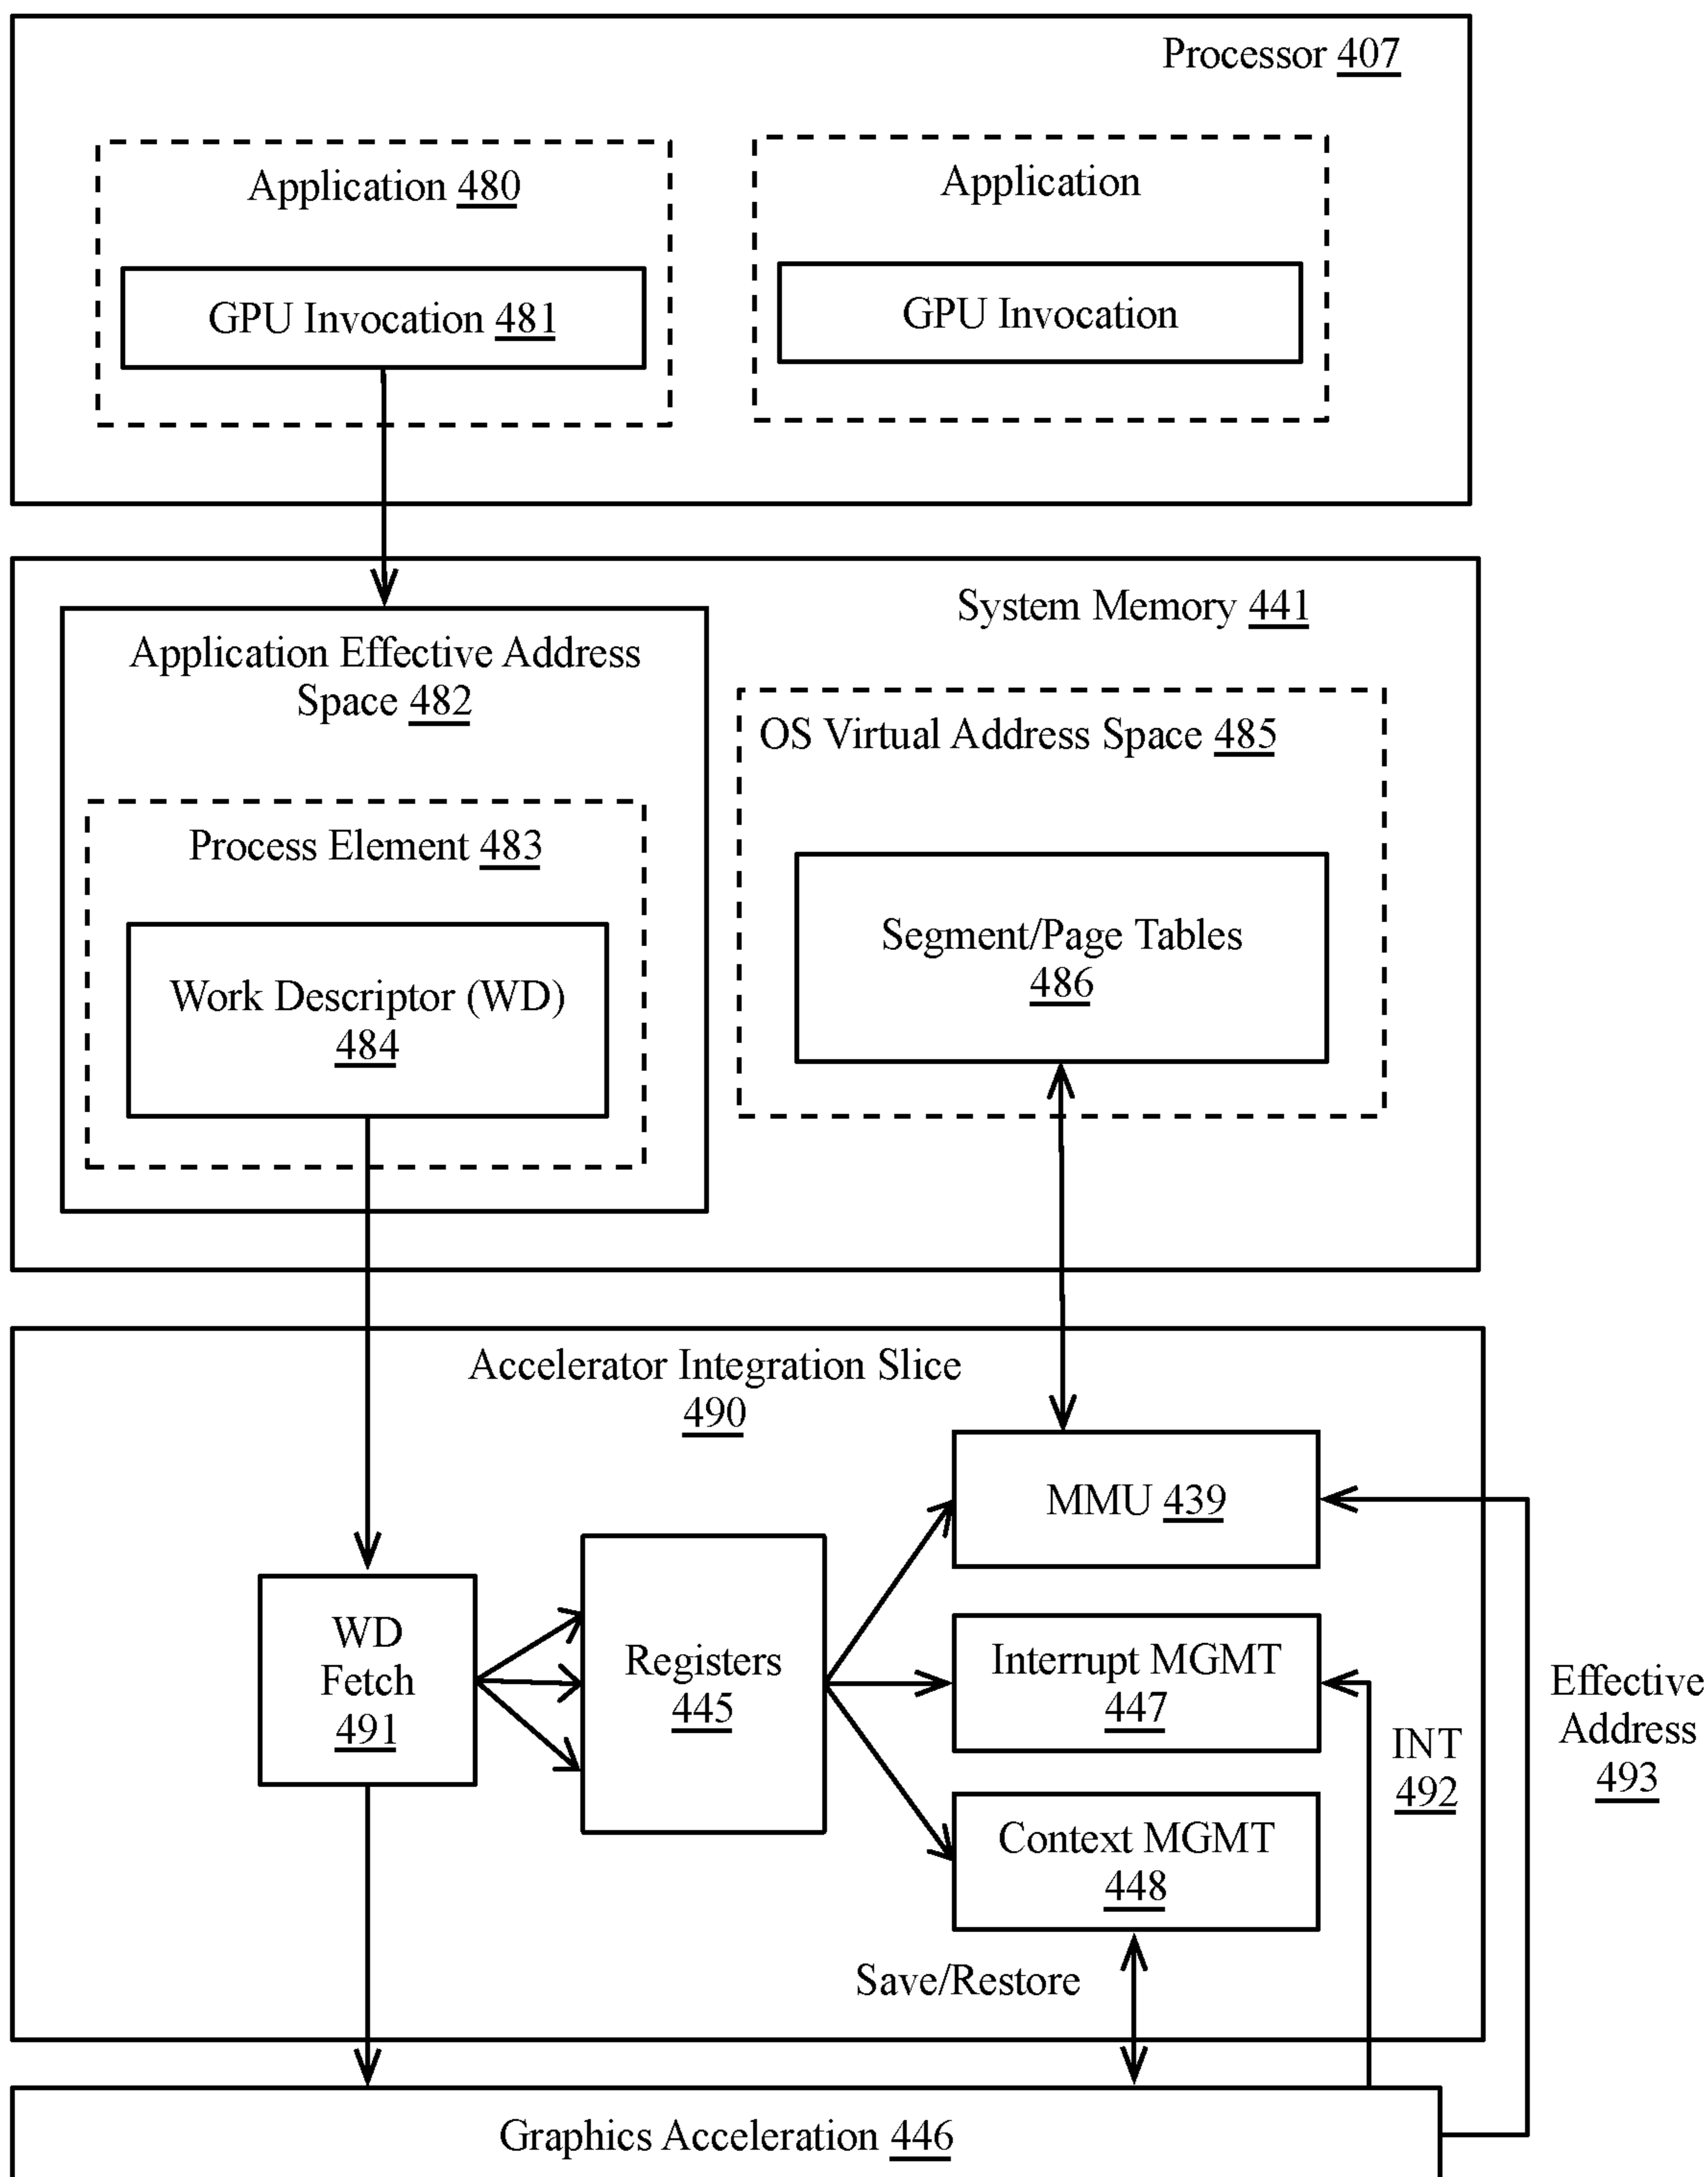 Processor 407
Application 480
Application
GPU Invocation 481
GPU Invocation
System Memory 441
Application Effective Address
Space 482
OS Virtual Address Space 485
Process Element 483
Segment/Page Tables
486
Work Descriptor (WD)
484
Accelerator Integration Slice
490
MMU 439
WD
Fetch
491
Registers
445
Interrupt MGMT
447
Effective
Address
493
INT
492
Context MGMT
448
Save/Restore
Graphics Acceleration 446